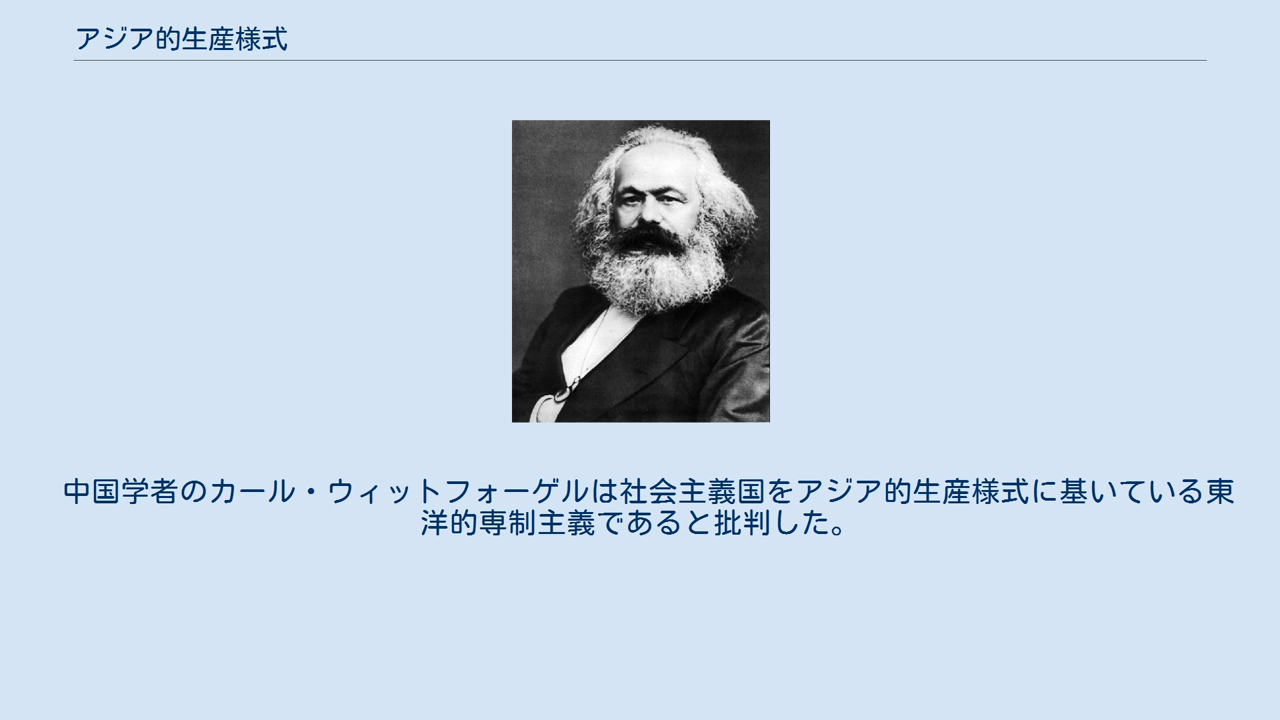 アジア的生産様式
中国学者のカール・ウィットフォーゲルは社会主義国をアジア的生産様式に基いている東
洋的専制主義であると批判した。